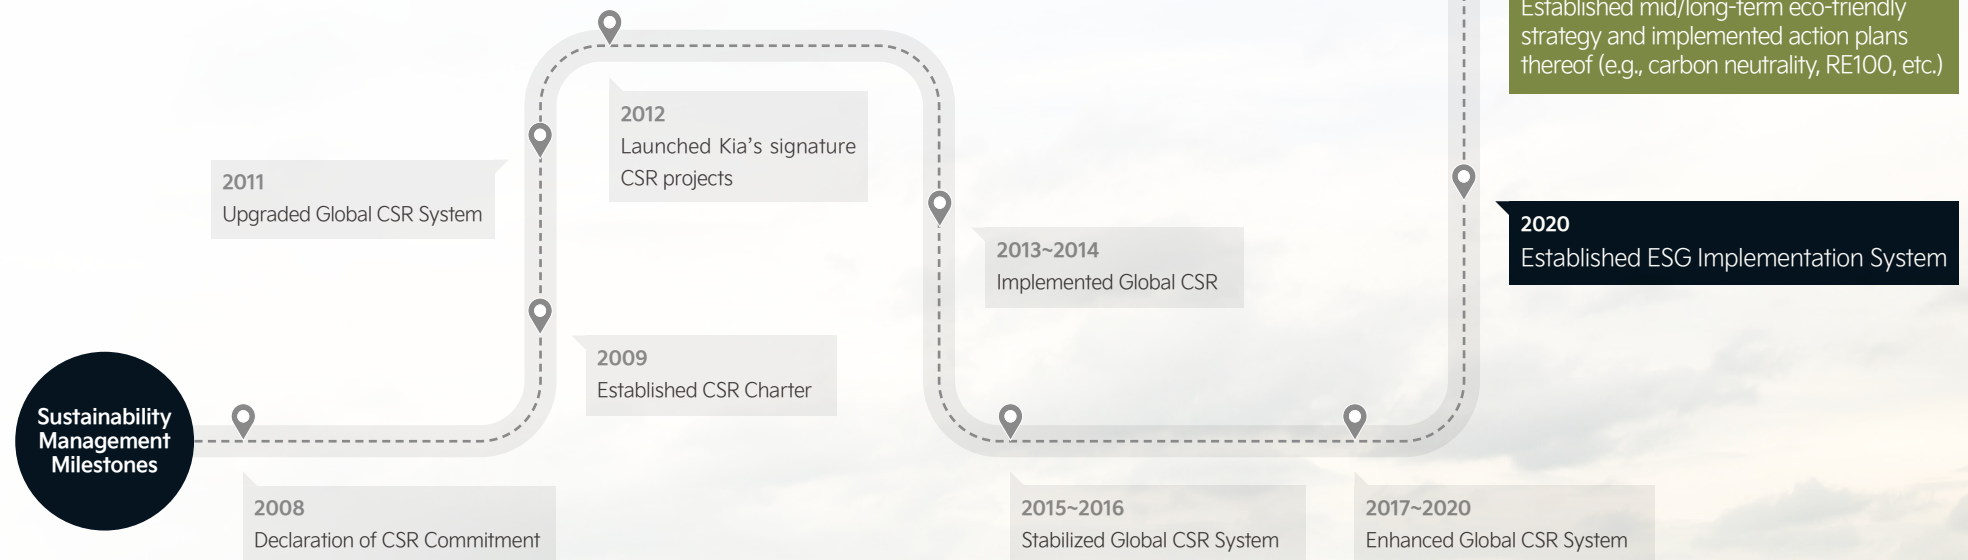 Sustainability
Management
Milestones
2008
Declaration of CSR Commitment
2009
Established CSR Charter
2011
Upgraded Global CSR System
2012
Launched Kia's signature
CSR projects
2013~2014
Implemented Global CSR
2015~2016
Stabilized Global CSR System
2017~2020
Enhanced Global CSR System
2020
Established ESG Implementation System
Established mid/long-term eco-friendly
strategy and implemented action plans
thereof (e.g., carbon neutrality, RE100, etc.)